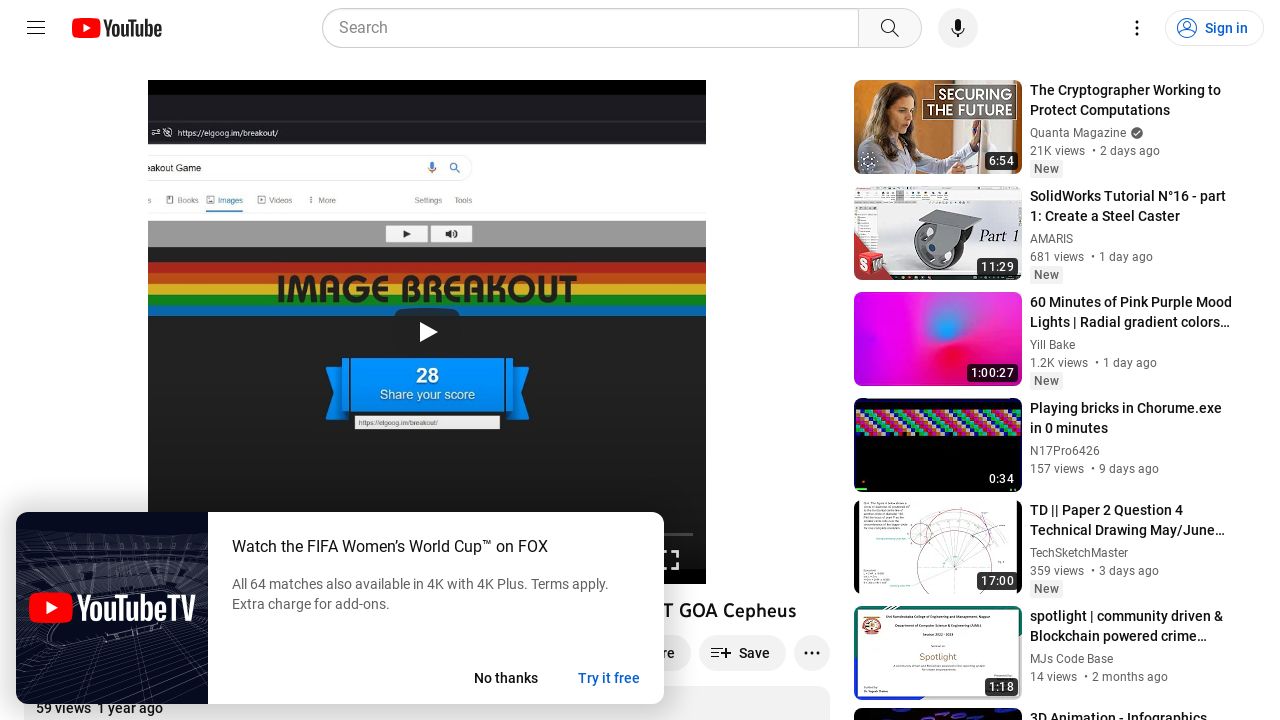 YouTube
Search
Sign in
https://elgoog.im/breakout/
eakout Game
Books
Images
Videos
More
Settings
Tools
IMAGE BREAKOUT
28
Share your score
https://elgoog.im/breakout/
T GOA Cepheus
re
Save
59 views 1 year ago
YouTubeTV
Watch the FIFA Women’s World Cup™ on FOX
All 64 matches also available in 4K with 4K Plus. Terms apply.
Extra charge for add-ons.
No thanks
Try it free
SECURING
THE FUTURE
6:54
The Cryptographer Working to
Protect Computations
Quanta Magazine
21K views • 2 days ago
New
Part 1
SW
11:29
SolidWorks Tutorial N°16 - part
1: Create a Steel Caster
AMARIS
681 views • 1 day ago
New
1:00:27
60 Minutes of Pink Purple Mood
Lights | Radial gradient colors…
Yill Bake
1.2K views • 1 day ago
New
0:34
Playing bricks in Chorume.exe
in 0 minutes
N17Pro6426
157 views • 9 days ago
17:00
TD || Paper 2 Question 4
Technical Drawing May/June…
TechSketchMaster
359 views • 3 days ago
New
Spotlight
1:18
spotlight | community driven &
Blockchain powered crime…
MJs Code Base
14 views • 2 months ago
3D Animation - Infographics